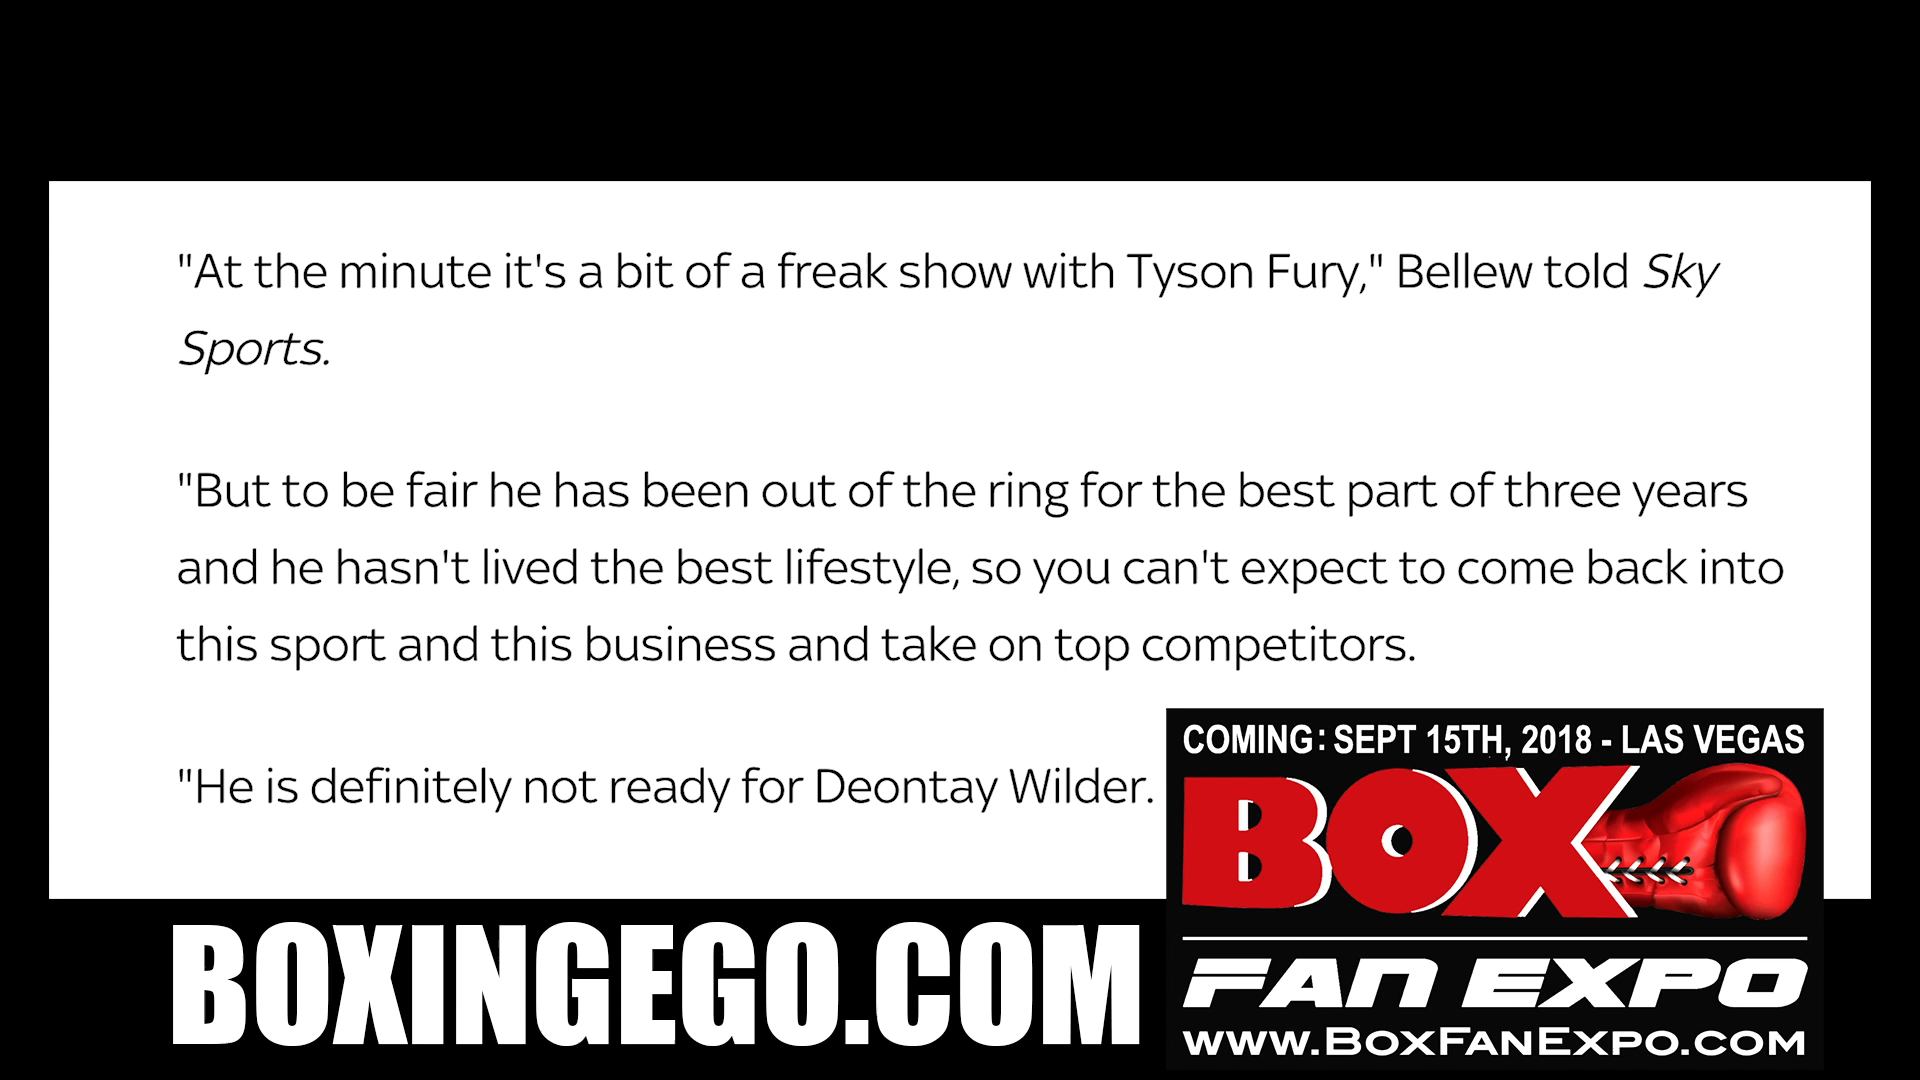 "At the minute it's a bit of a freak show with Tyson Fury," Bellew told Sky
Sports.
"But to be fair he has been out of the ring for the best part of three years
and he hasn't lived the best lifestyle, so you can't expect to come back into
this sport and this business and take on top competitors.
"He is definitely not ready for Deontay Wilder.
COMING: SEPT 15TH, 2018 - LAS VEGAS
BOX
FAN EXPO
WWW.BOXFANEXPO.COM
BOXINGEGO.COM